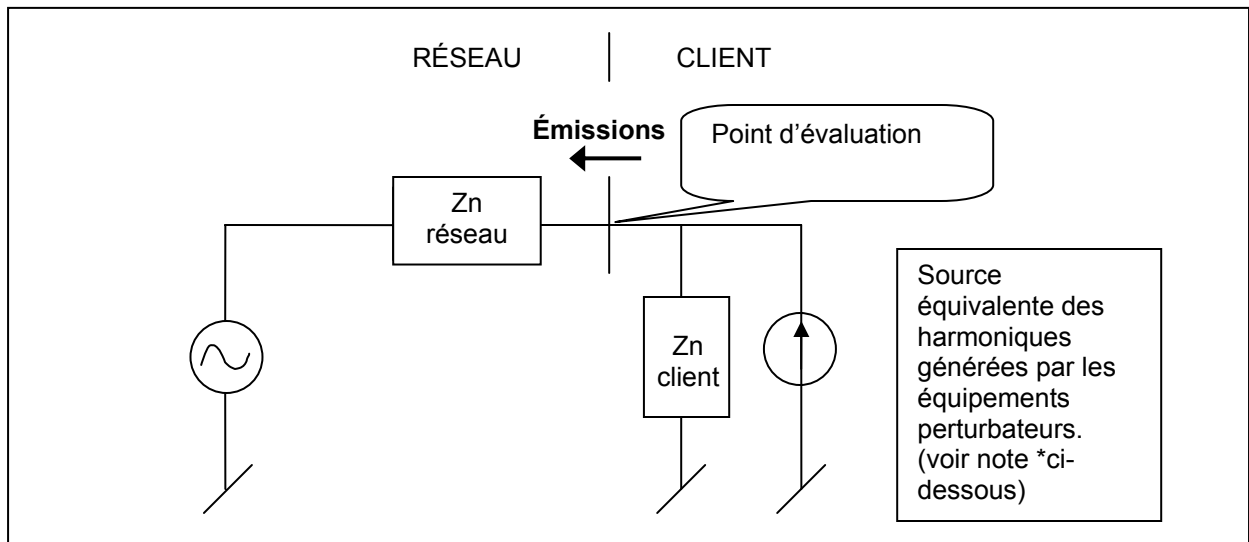 RÉSEAU
CLIENT
Émissions
Point d’évaluation
Zn
réseau
Zn
client
Source
équivalente des
harmoniques
générées par les
équipements
perturbateurs.
(voir note *ci-
dessous)